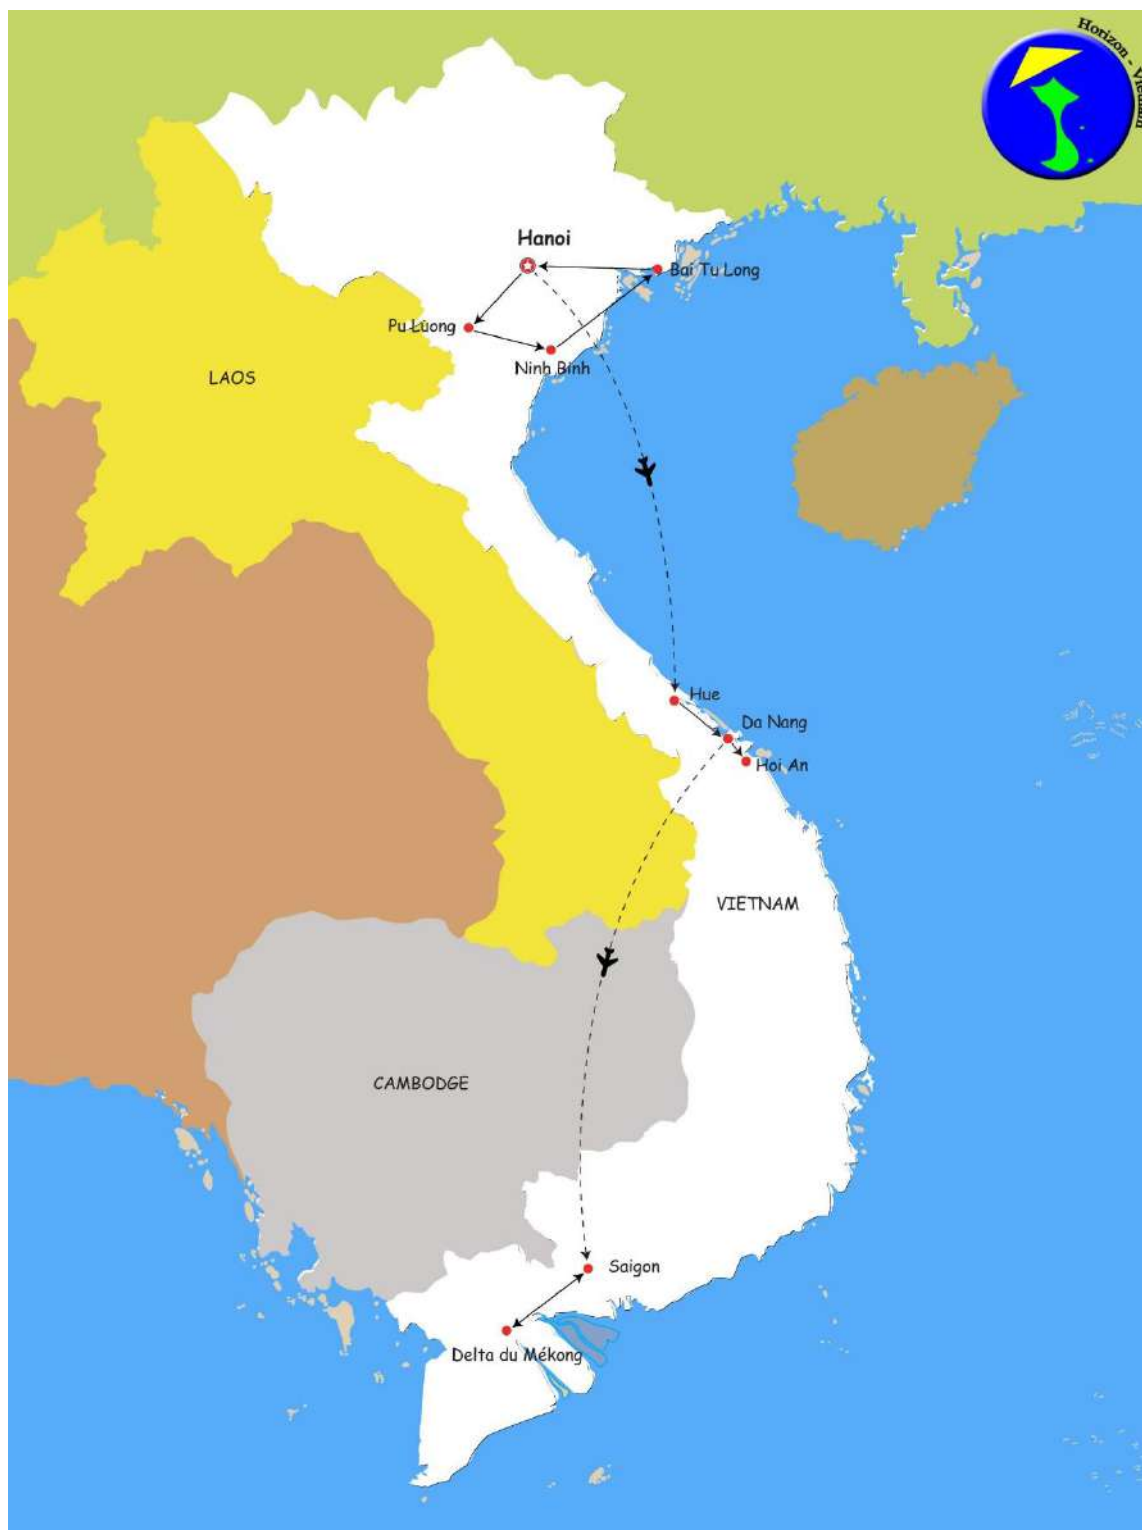 Horizon - Vietnam
Hanoi
Bai Tu Long
Pu Luong
Ninh Binh
LAOS
Hue
Da Nang
Hoi An
VIETNAM
CAMBODGE
Saigon
Delta du Mékong